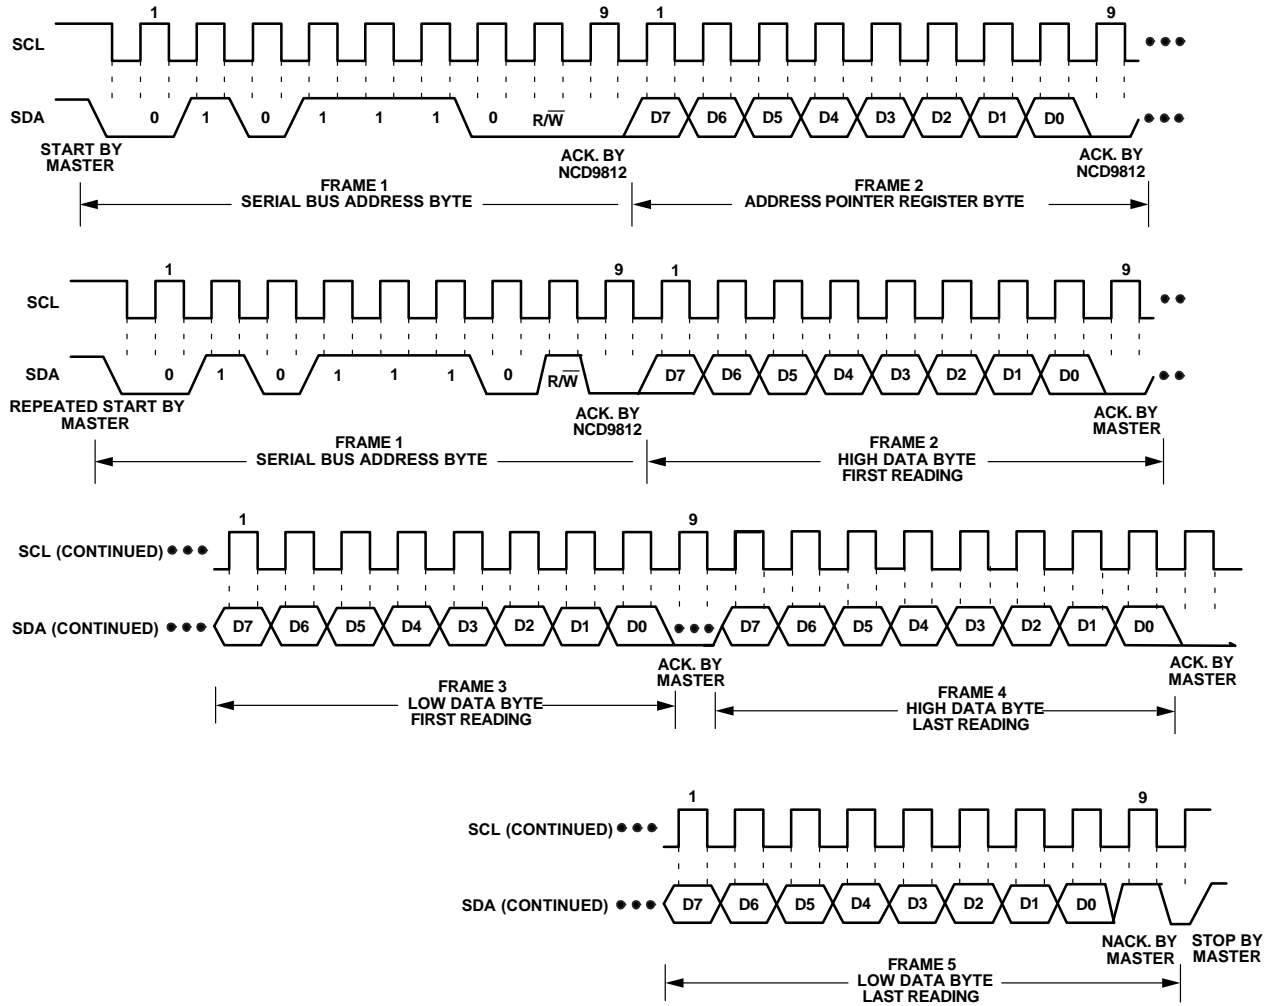 1 9 1 9
SCL
SDA
0 1 0 1 1 1 0 R/W D7 D6 D5 D4 D3 D2 D1 D0
START BY
MASTER
ACK. BY
NCD9812
ACK. BY
NCD9812
FRAME 1
SERIAL BUS ADDRESS BYTE
FRAME 2
ADDRESS POINTER REGISTER BYTE
1 9 1 9
SCL
SDA
0 1 0 1 1 1 0 R/W D7 D6 D5 D4 D3 D2 D1 D0
REPEATED START BY
MASTER
ACK. BY
NCD9812
ACK. BY
MASTER
FRAME 1
SERIAL BUS ADDRESS BYTE
FRAME 2
HIGH DATA BYTE
FIRST READING
1 9
SCL (CONTINUED)
SDA (CONTINUED)
D7 D6 D5 D4 D3 D2 D1 D0 D7 D6 D5 D4 D3 D2 D1 D0
ACK. BY
MASTER
ACK. BY
MASTER
FRAME 3
LOW DATA BYTE
FIRST READING
FRAME 4
HIGH DATA BYTE
LAST READING
1 9
SCL (CONTINUED)
SDA (CONTINUED)
D7 D6 D5 D4 D3 D2 D1 D0
NACK. BY
MASTER
STOP BY
MASTER
FRAME 5
LOW DATA BYTE
LAST READING